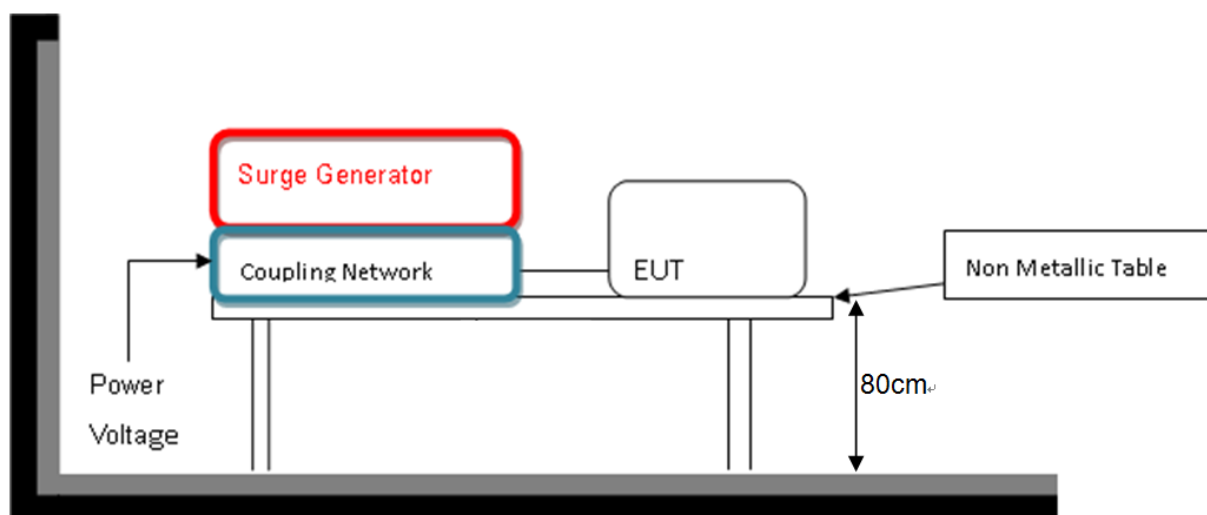 Surge Generator
Coupling Network
EUT
Non Metallic Table
Power
Voltage
80cm